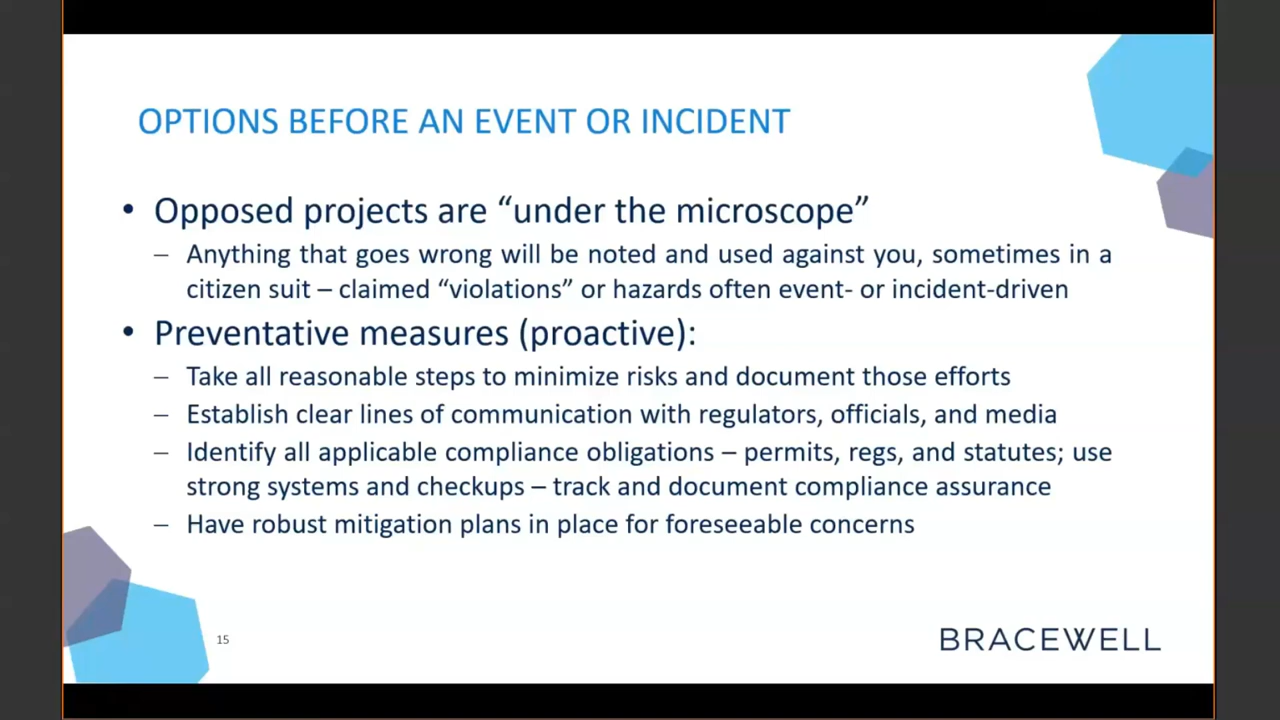 OPTIONS BEFORE AN EVENT OR INCIDENT
• Opposed projects are “under the microscope”
– Anything that goes wrong will be noted and used against you, sometimes in a
citizen suit – claimed “violations” or hazards often event- or incident-driven
• Preventative measures (proactive):
– Take all reasonable steps to minimize risks and document those efforts
– Establish clear lines of communication with regulators, officials, and media
– Identify all applicable compliance obligations – permits, regs, and statutes; use
strong systems and checkups – track and document compliance assurance
– Have robust mitigation plans in place for foreseeable concerns
15
BRACEWELL